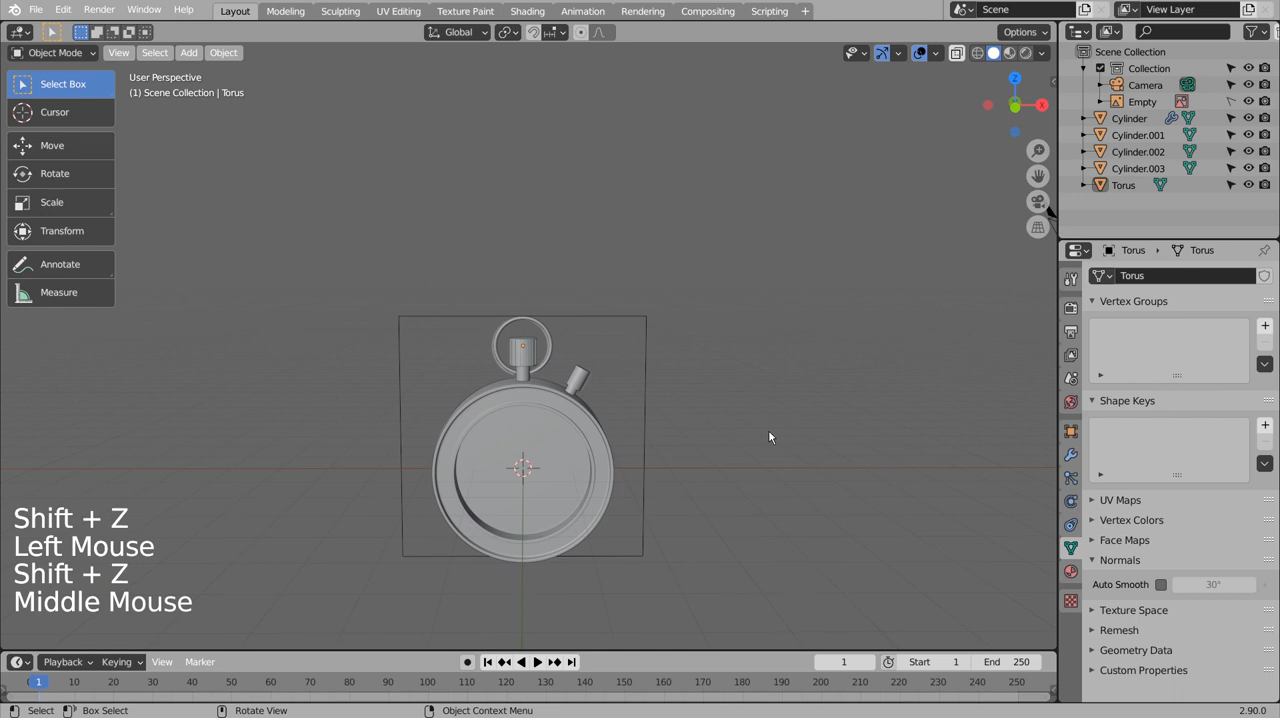 File Edit Render Window Help Layout Modeling Sculpting UV Editing Texture Paint Shading Animation Rendering Compositing Scripting + Scene View Layer
Global Options
Object Mode View Select Add Object
Select Box
Cursor
Move
Rotate
Scale
Transform
Annotate
Measure
User Perspective
(1) Scene Collection | Torus
Z
X
Shift + Z
Left Mouse
Shift + Z
Middle Mouse
Scene Collection
Collection
Camera
Empty
Cylinder
Cylinder.001
Cylinder.002
Cylinder.003
Torus
Torus Torus
Torus
Vertex Groups
Shape Keys
UV Maps
Vertex Colors
Face Maps
Normals
Auto Smooth 30°
Texture Space
Remesh
Geometry Data
Custom Properties
Playback Keying View Marker 1 Start 1 End 250
1 10 20 30 40 50 60 70 80 90 100 110 120 130 140 150 160 170 180 190 200 210 220 230 240 250
Select Box Select Rotate View Object Context Menu 2.90.0